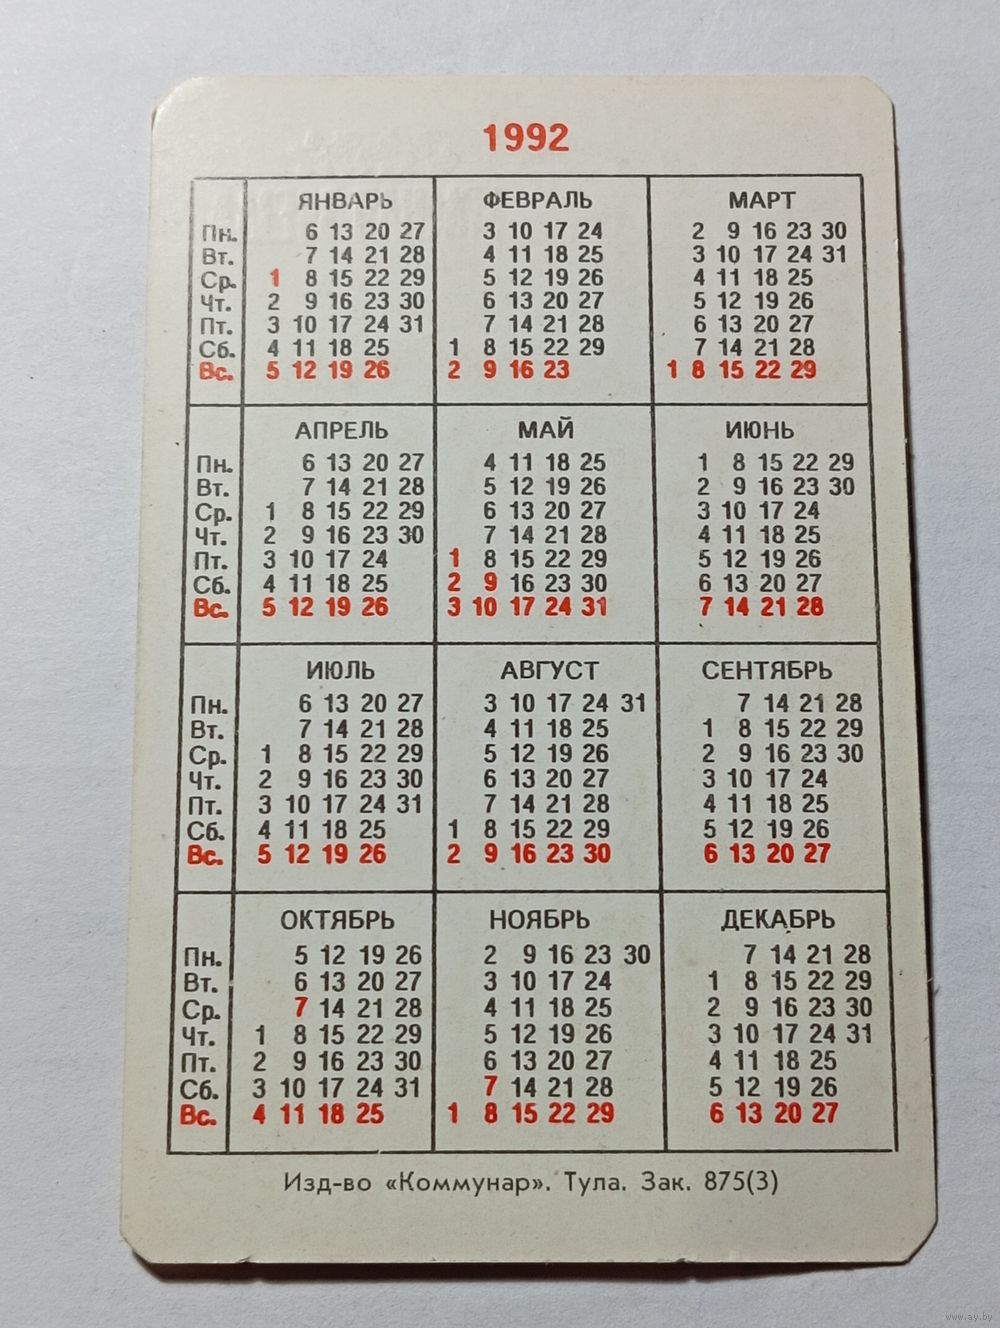 1992
ЯНВАРЬ ФЕВРАЛЬ МАРТ
Пн. 6 13 20 27 3 10 17 24 2 9 16 23 30
Вт. 7 14 21 28 4 11 18 25 3 10 17 24 31
Ср. 1 8 15 22 29 5 12 19 26 4 11 18 25
Чт. 2 9 16 23 30 6 13 20 27 5 12 19 26
Пт. 3 10 17 24 31 7 14 21 28 6 13 20 27
Сб. 4 11 18 25 1 8 15 22 29 7 14 21 28
Вс. 5 12 19 26 2 9 16 23 1 8 15 22 29
АПРЕЛЬ МАЙ ИЮНЬ
Пн. 6 13 20 27 4 11 18 25 1 8 15 22 29
Вт. 7 14 21 28 5 12 19 26 2 9 16 23 30
Ср. 1 8 15 22 29 6 13 20 27 3 10 17 24
Чт. 2 9 16 23 30 7 14 21 28 4 11 18 25
Пт. 3 10 17 24 1 8 15 22 29 5 12 19 26
Сб. 4 11 18 25 2 9 16 23 30 6 13 20 27
Вс. 5 12 19 26 3 10 17 24 31 7 14 21 28
ИЮЛЬ АВГУСТ СЕНТЯБРЬ
Пн. 6 13 20 27 3 10 17 24 31 7 14 21 28
Вт. 7 14 21 28 4 11 18 25 1 8 15 22 29
Ср. 1 8 15 22 29 5 12 19 26 2 9 16 23 30
Чт. 2 9 16 23 30 6 13 20 27 3 10 17 24
Пт. 3 10 17 24 31 7 14 21 28 4 11 18 25
Сб. 4 11 18 25 1 8 15 22 29 5 12 19 26
Вс. 5 12 19 26 2 9 16 23 30 6 13 20 27
ОКТЯБРЬ НОЯБРЬ ДЕКАБРЬ
Пн. 5 12 19 26 2 9 16 23 30 7 14 21 28
Вт. 6 13 20 27 3 10 17 24 1 8 15 22 29
Ср. 7 14 21 28 4 11 18 25 2 9 16 23 30
Чт. 1 8 15 22 29 5 12 19 26 3 10 17 24 31
Пт. 2 9 16 23 30 6 13 20 27 4 11 18 25
Сб. 3 10 17 24 31 7 14 21 28 5 12 19 26
Вс. 4 11 18 25 1 8 15 22 29 6 13 20 27
Изд-во «Коммунар». Тула. Зак. 875(3)
www.ay.by